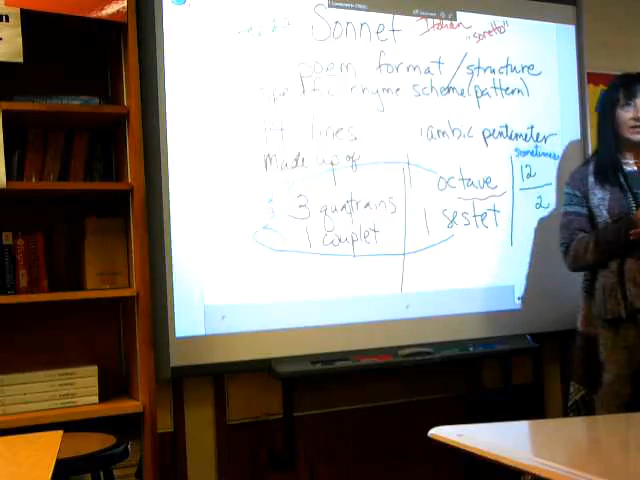 Sonnet Italian
"sonetto"
poem format / structure
specific rhyme scheme (pattern)
14 lines iambic pentameter
Made up of sometimes
1 octave 12
3 quatrains 2
1 couplet 1 sestet